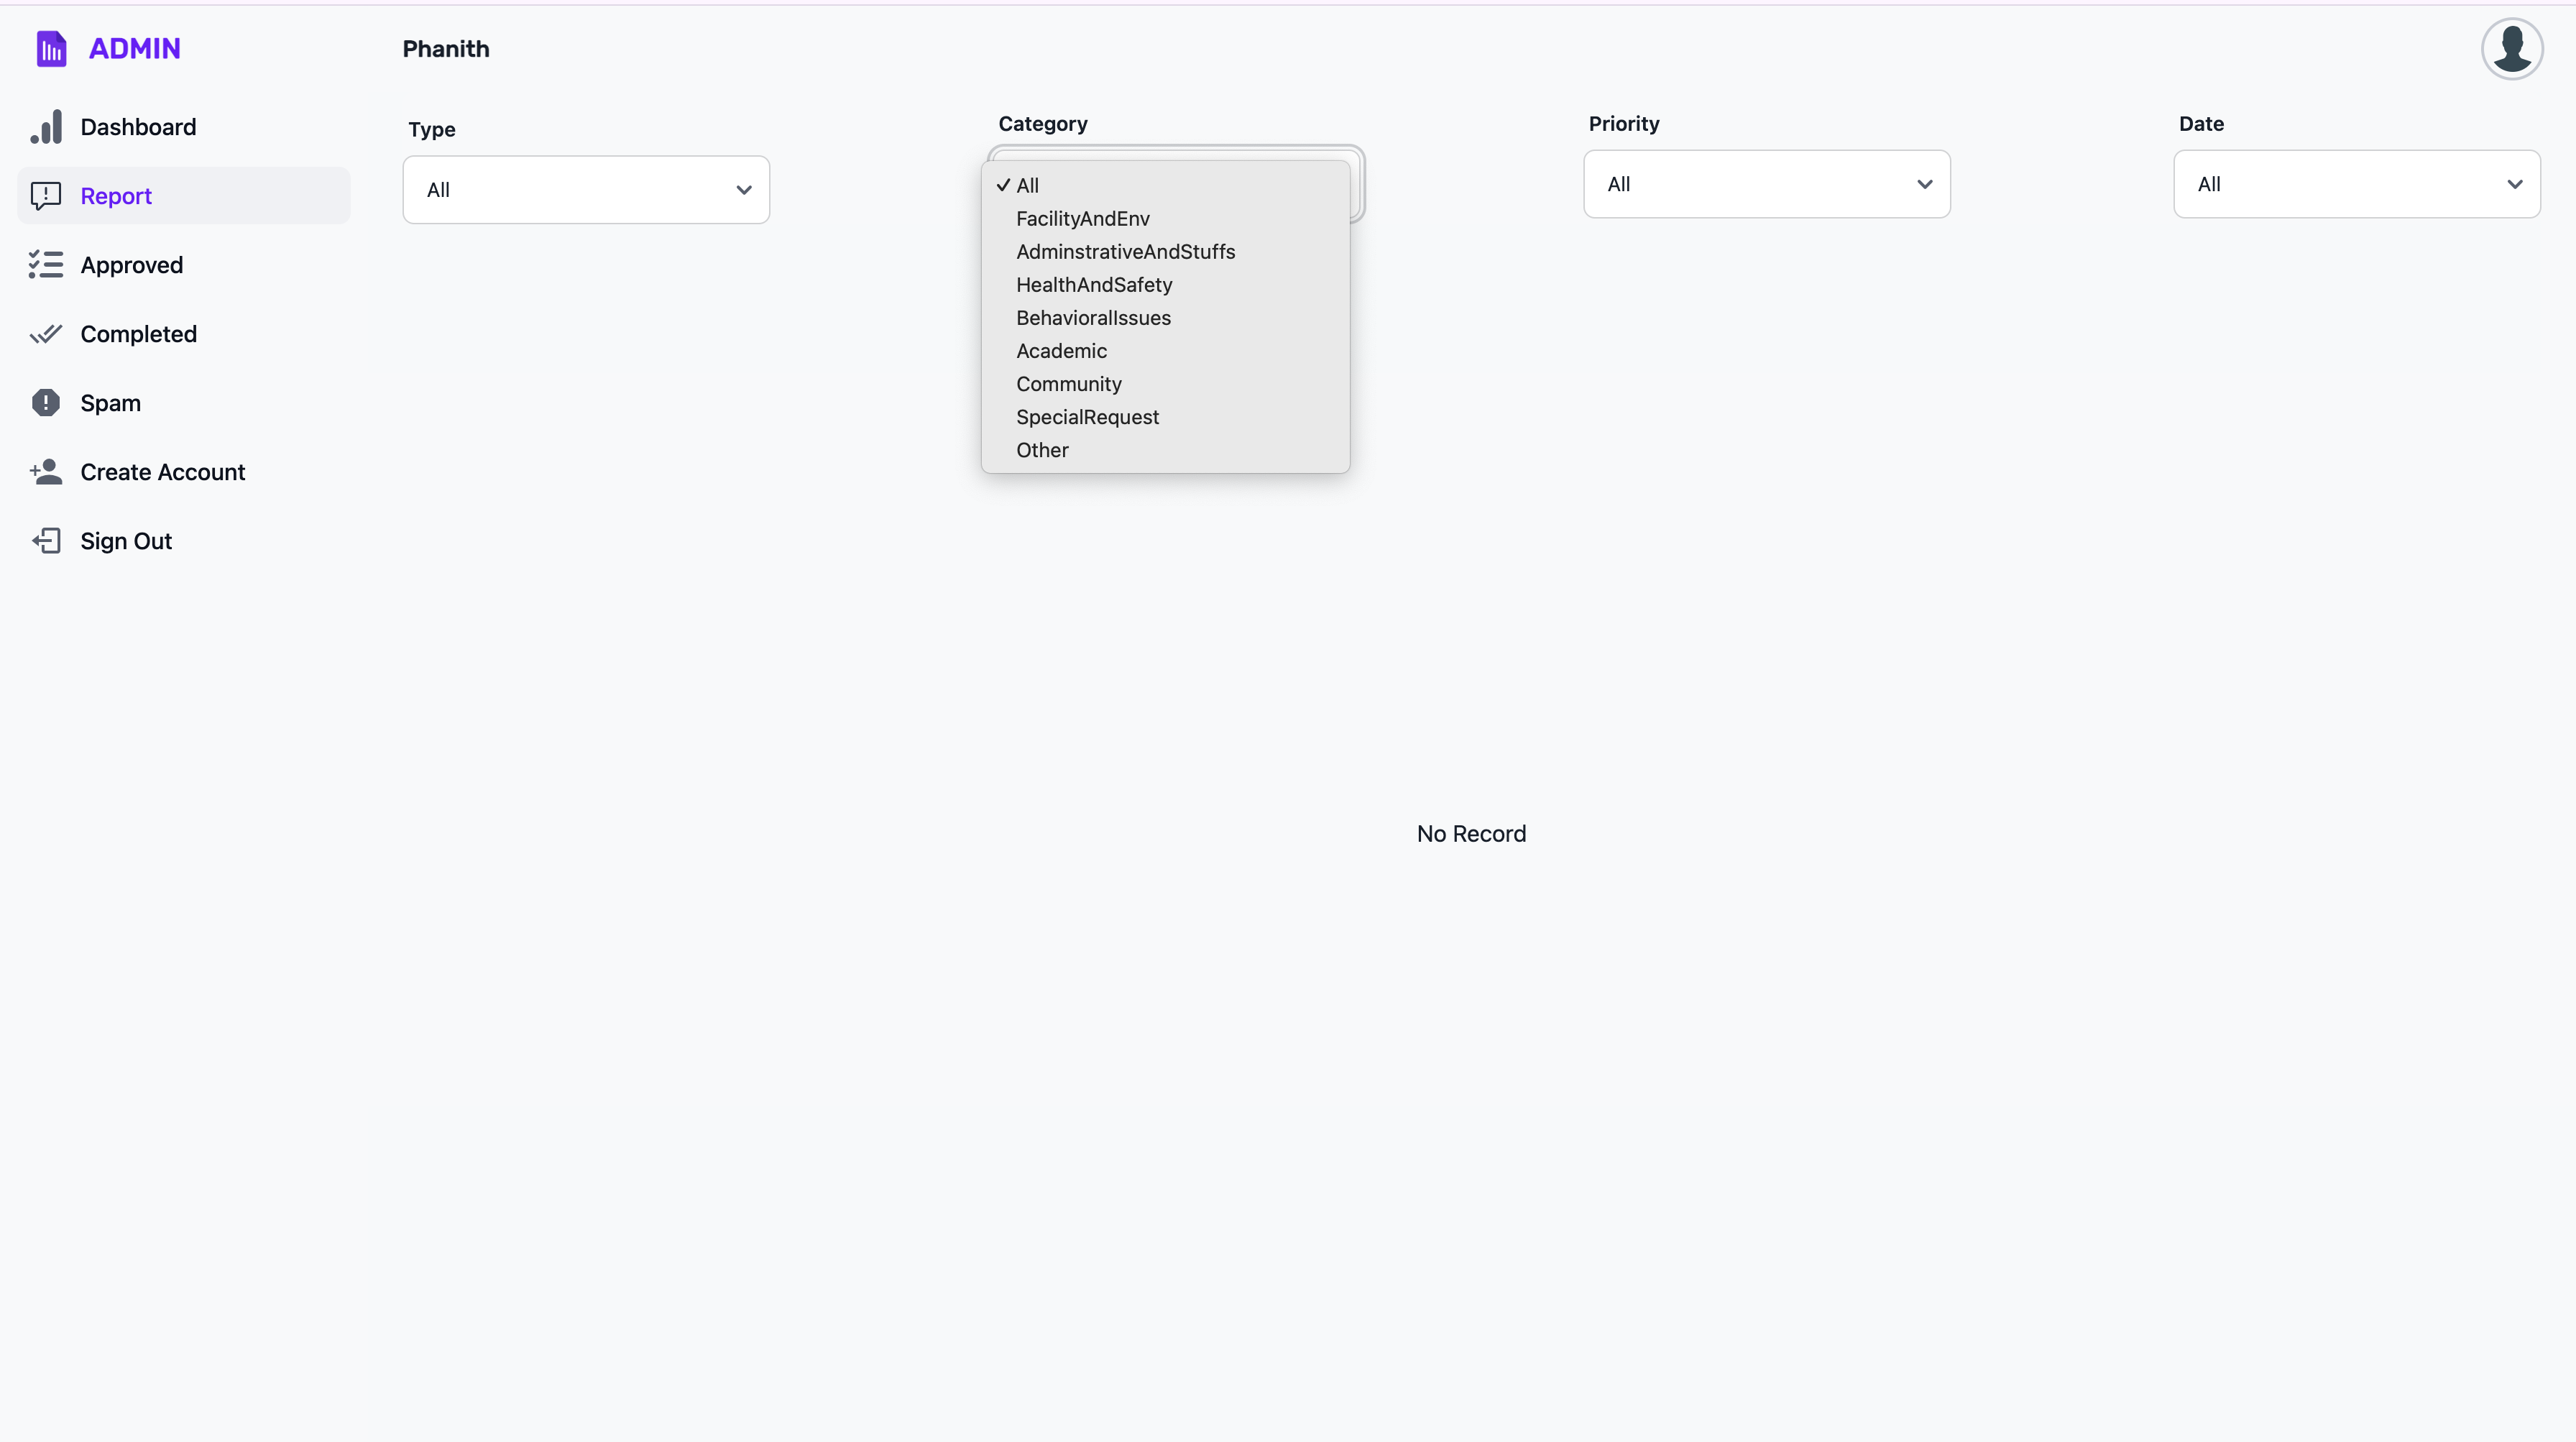 ADMIN
Phanith
Dashboard
Report
Approved
Completed
Spam
Create Account
Sign Out
Type
All
Category
All
FacilityAndEnv
AdminstrativeAndStuffs
HealthAndSafety
BehavioralIssues
Academic
Community
SpecialRequest
Other
Priority
All
Date
All
No Record